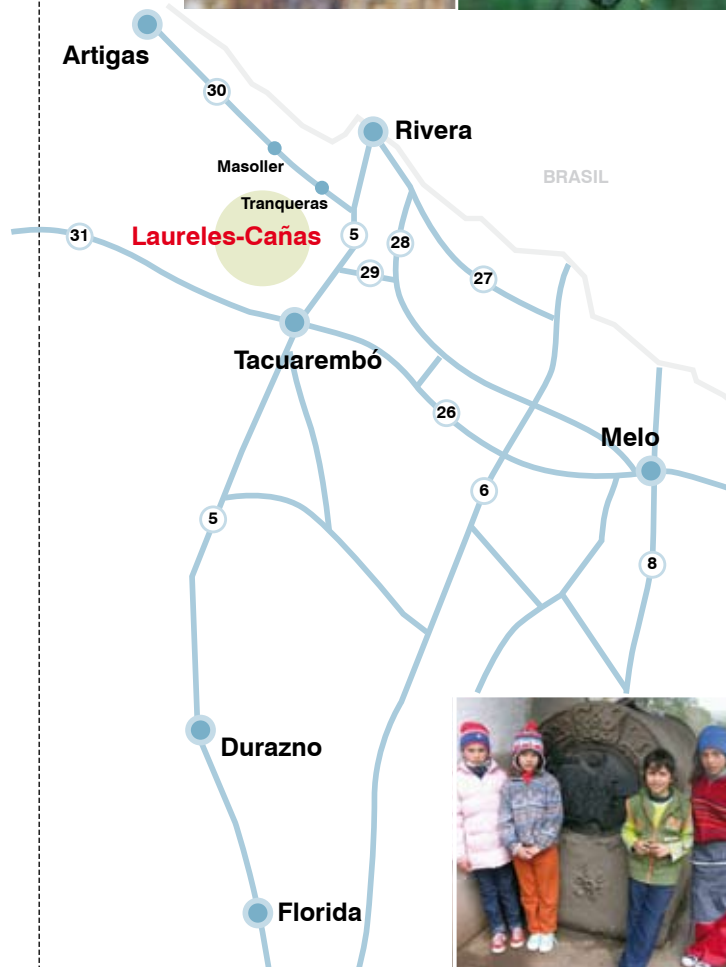 Artigas
30
Rivera
Masoller
BRASIL
Tranqueras
Laureles-Cañas
31
5
28
29
27
Tacuarembó
26
Melo
6
5
8
Durazno
Florida